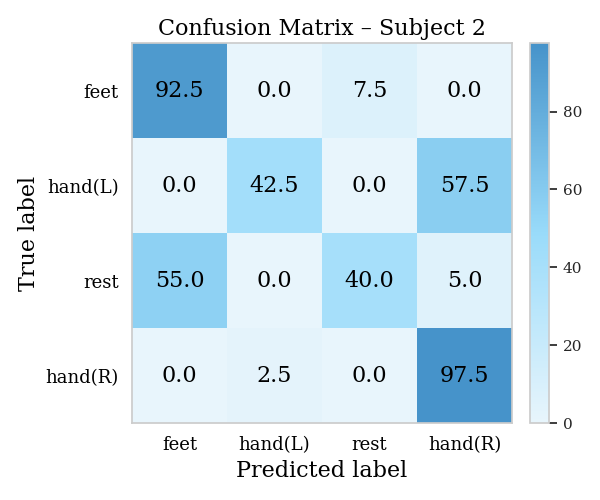 Confusion Matrix – Subject 2
True label
feet 92.5 0.0 7.5 0.0
hand(L) 0.0 42.5 0.0 57.5
rest 55.0 0.0 40.0 5.0
hand(R) 0.0 2.5 0.0 97.5
feet hand(L) rest hand(R)
Predicted label
80
60
40
20
0